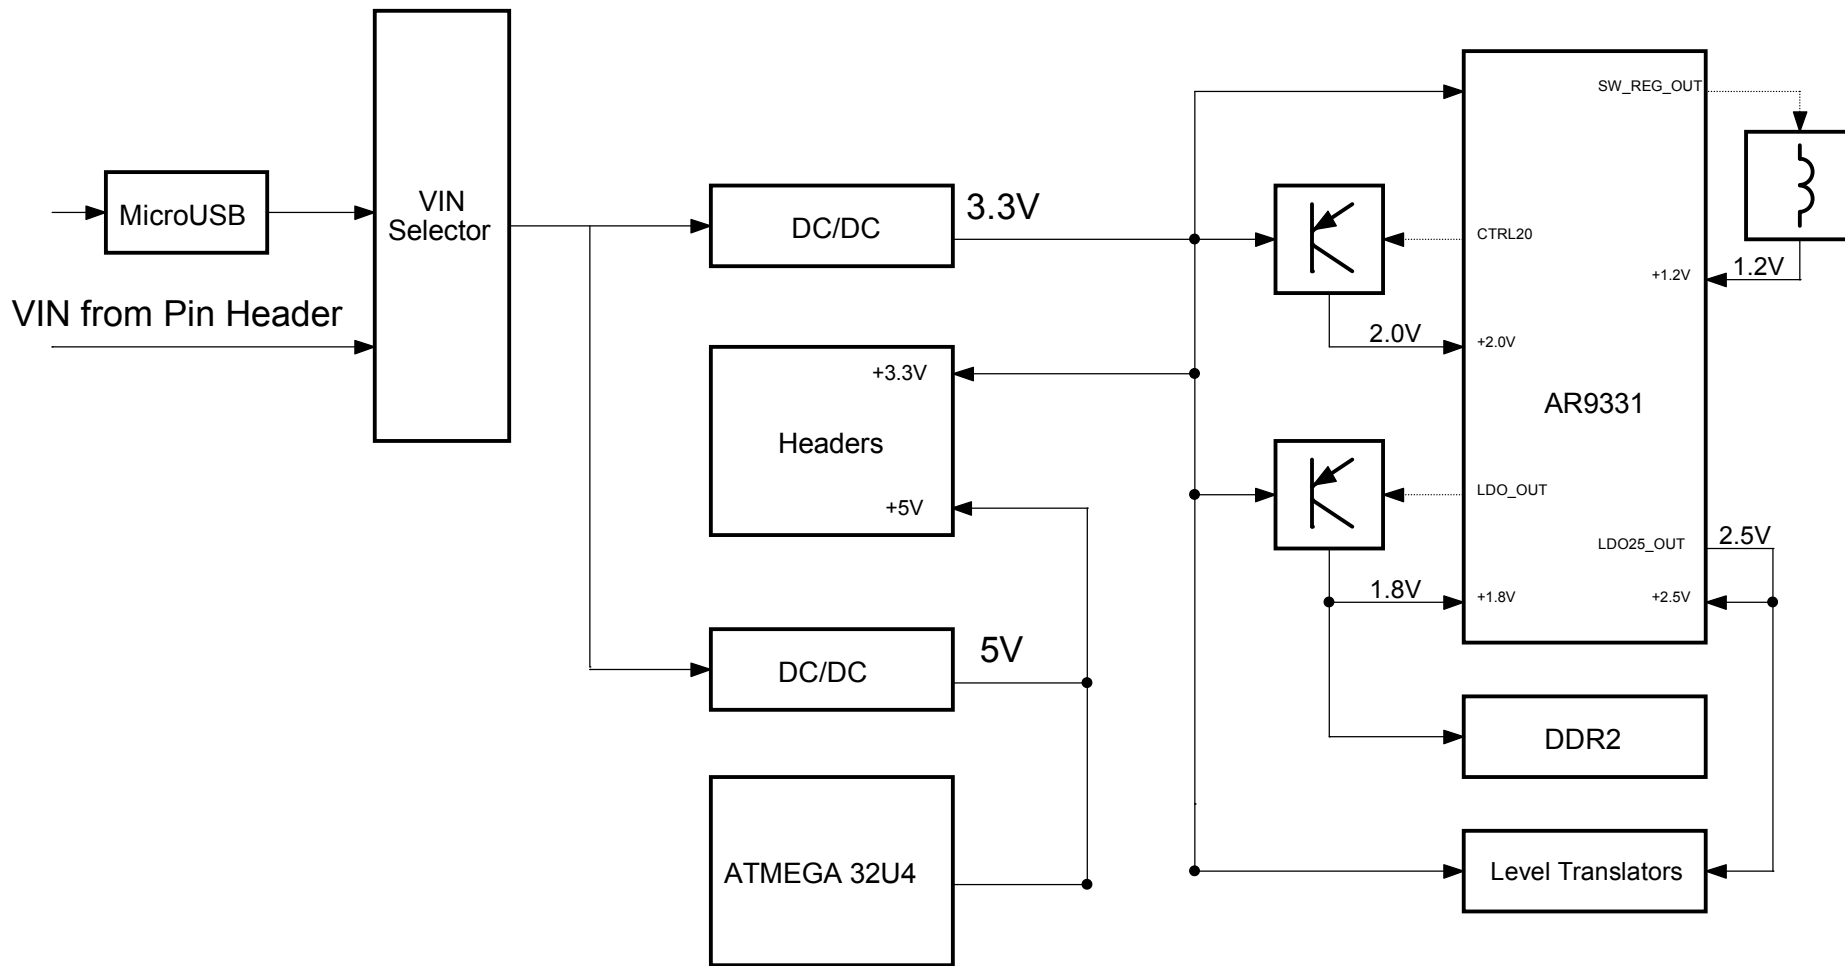 MicroUSB
VIN from Pin Header
VIN
Selector
DC/DC
3.3V
+3.3V
Headers
+5V
DC/DC
5V
ATMEGA 32U4
2.0V
1.8V
SW_REG_OUT
CTRL20
+1.2V
1.2V
+2.0V
AR9331
LDO_OUT
LDO25_OUT
2.5V
+1.8V
+2.5V
DDR2
Level Translators